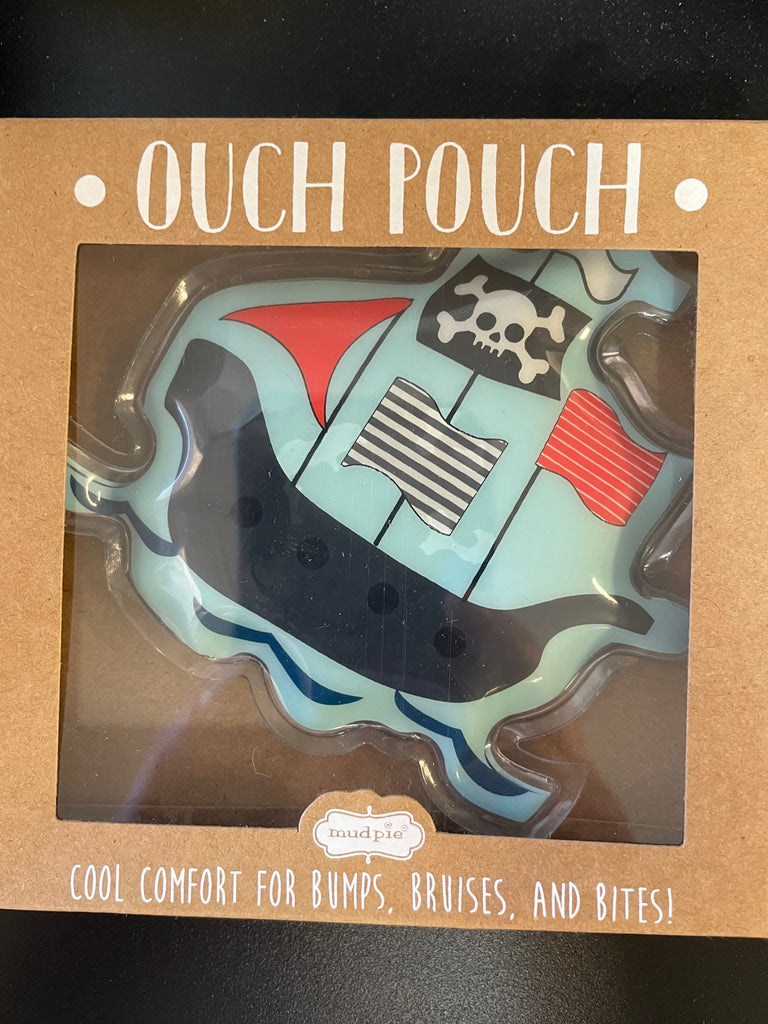 • OUCH POUCH •
mudpie®
COOL COMFORT FOR BUMPS, BRUISES, AND BITES!